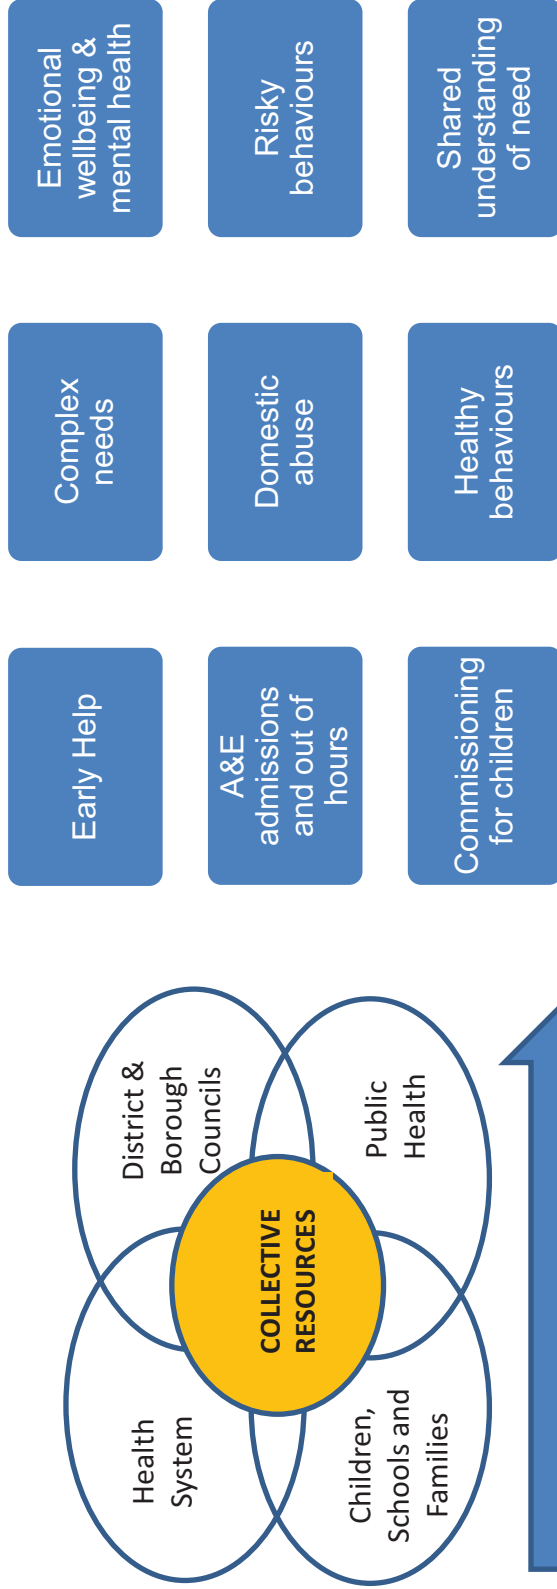 Health
System
District &
Borough
Councils
COLLECTIVE
RESOURCES
Children,
Schools and
Families
Public
Health
Early Help
Complex
needs
Emotional
wellbeing &
mental health
A&E
admissions
and out of
hours
Domestic
abuse
Risky
behaviours
Commissioning
for children
Healthy
behaviours
Shared
understanding
of need